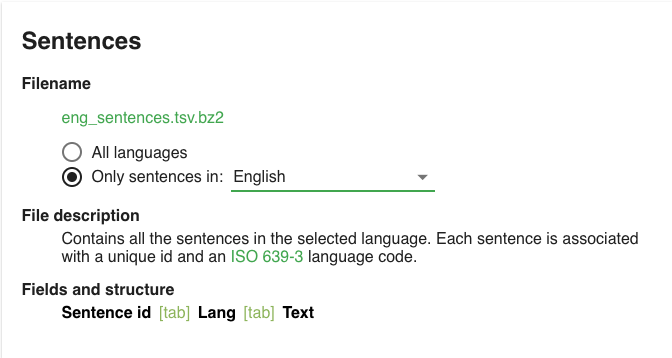 Sentences
Filename
eng_sentences.tsv.bz2
All languages
Only sentences in: English
File description
Contains all the sentences in the selected language. Each sentence is associated
with a unique id and an ISO 639-3 language code.
Fields and structure
Sentence id [tab] Lang [tab] Text